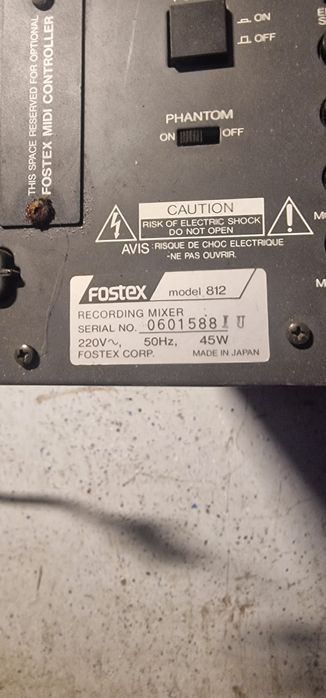 ON
OFF
THIS SPACE RESERVED FOR OPTIONAL
FOSTEX MIDI CONTROLLER
PHANTOM
ON OFF
CAUTION
RISK OF ELECTRIC SHOCK
DO NOT OPEN
AVIS : RISQUE DE CHOC ELECTRIQUE
-NE PAS OUVRIR.
Fostex model 812
RECORDING MIXER
SERIAL NO. 0601588 I U
220V~, 50Hz, 45W
FOSTEX CORP. MADE IN JAPAN